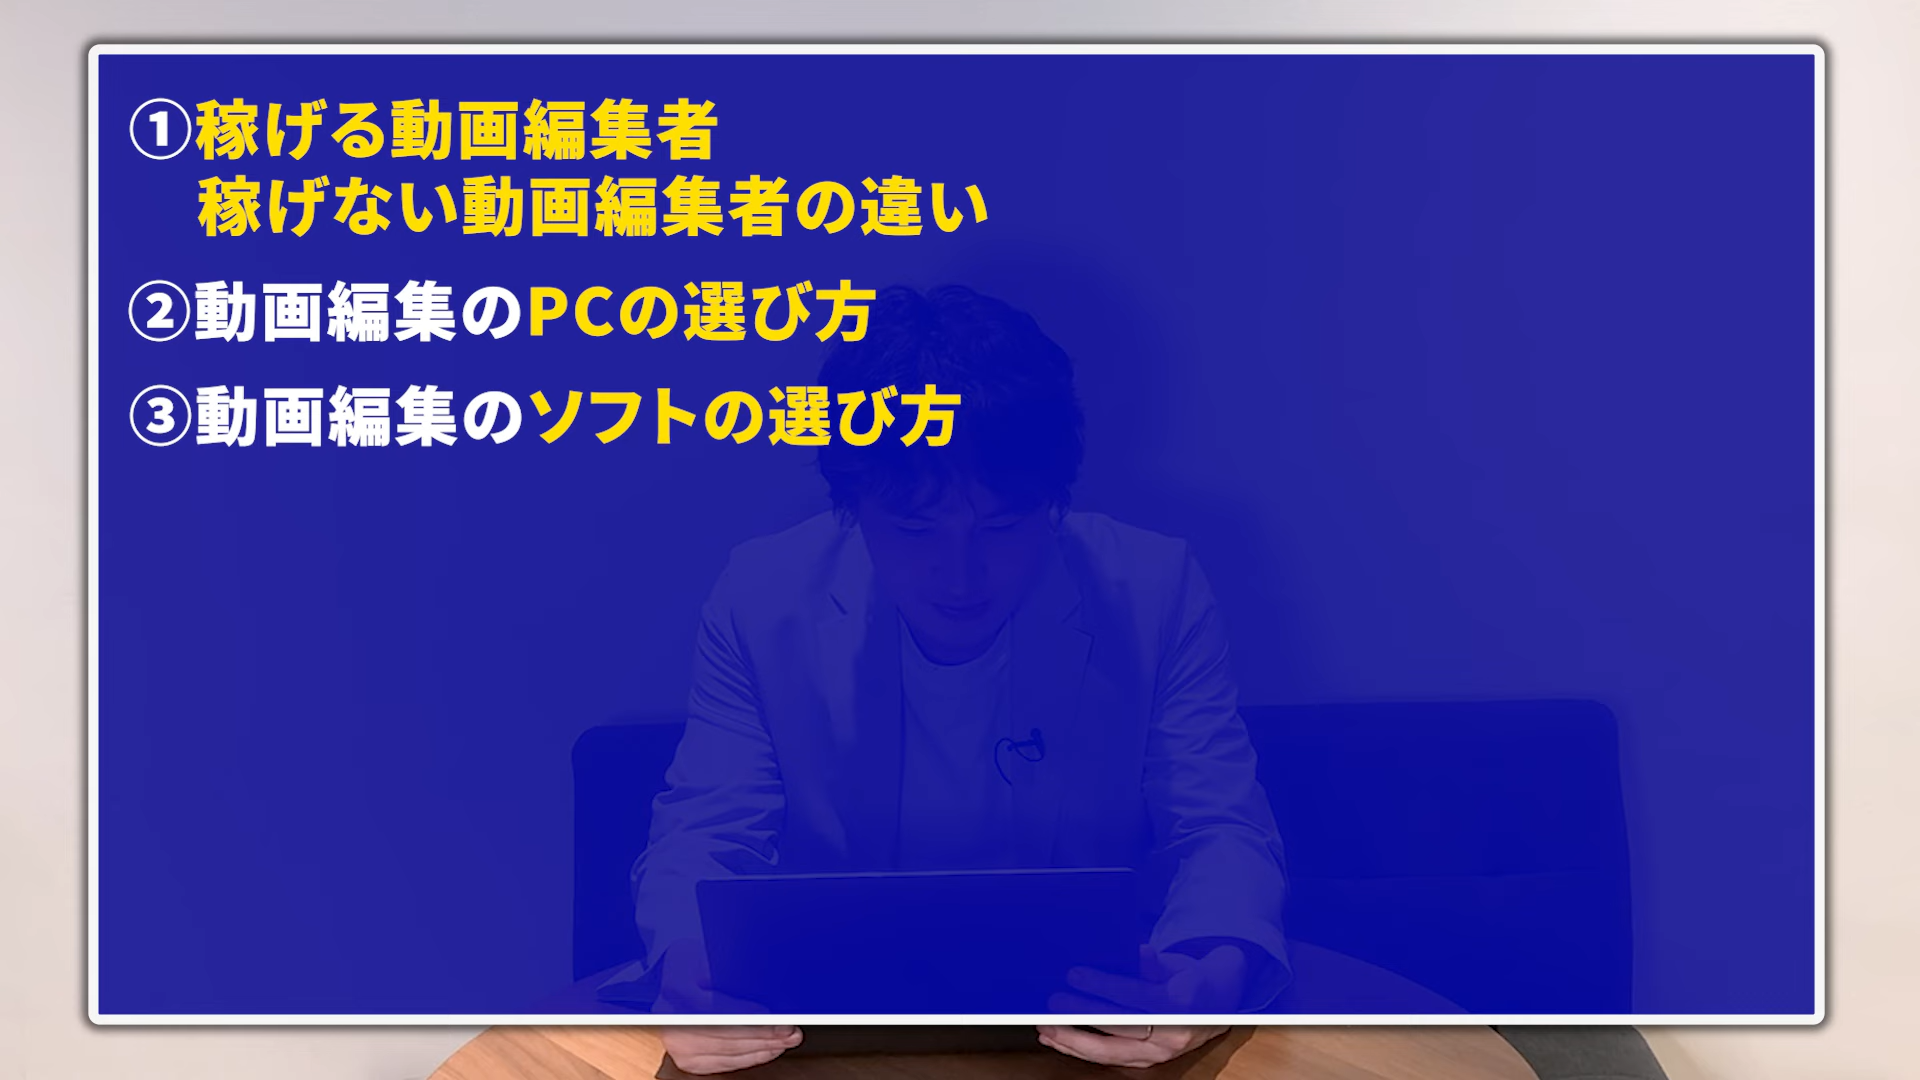 ①稼げる動画編集者
稼げない動画編集者の違い
②動画編集のPCの選び方
③動画編集のソフトの選び方